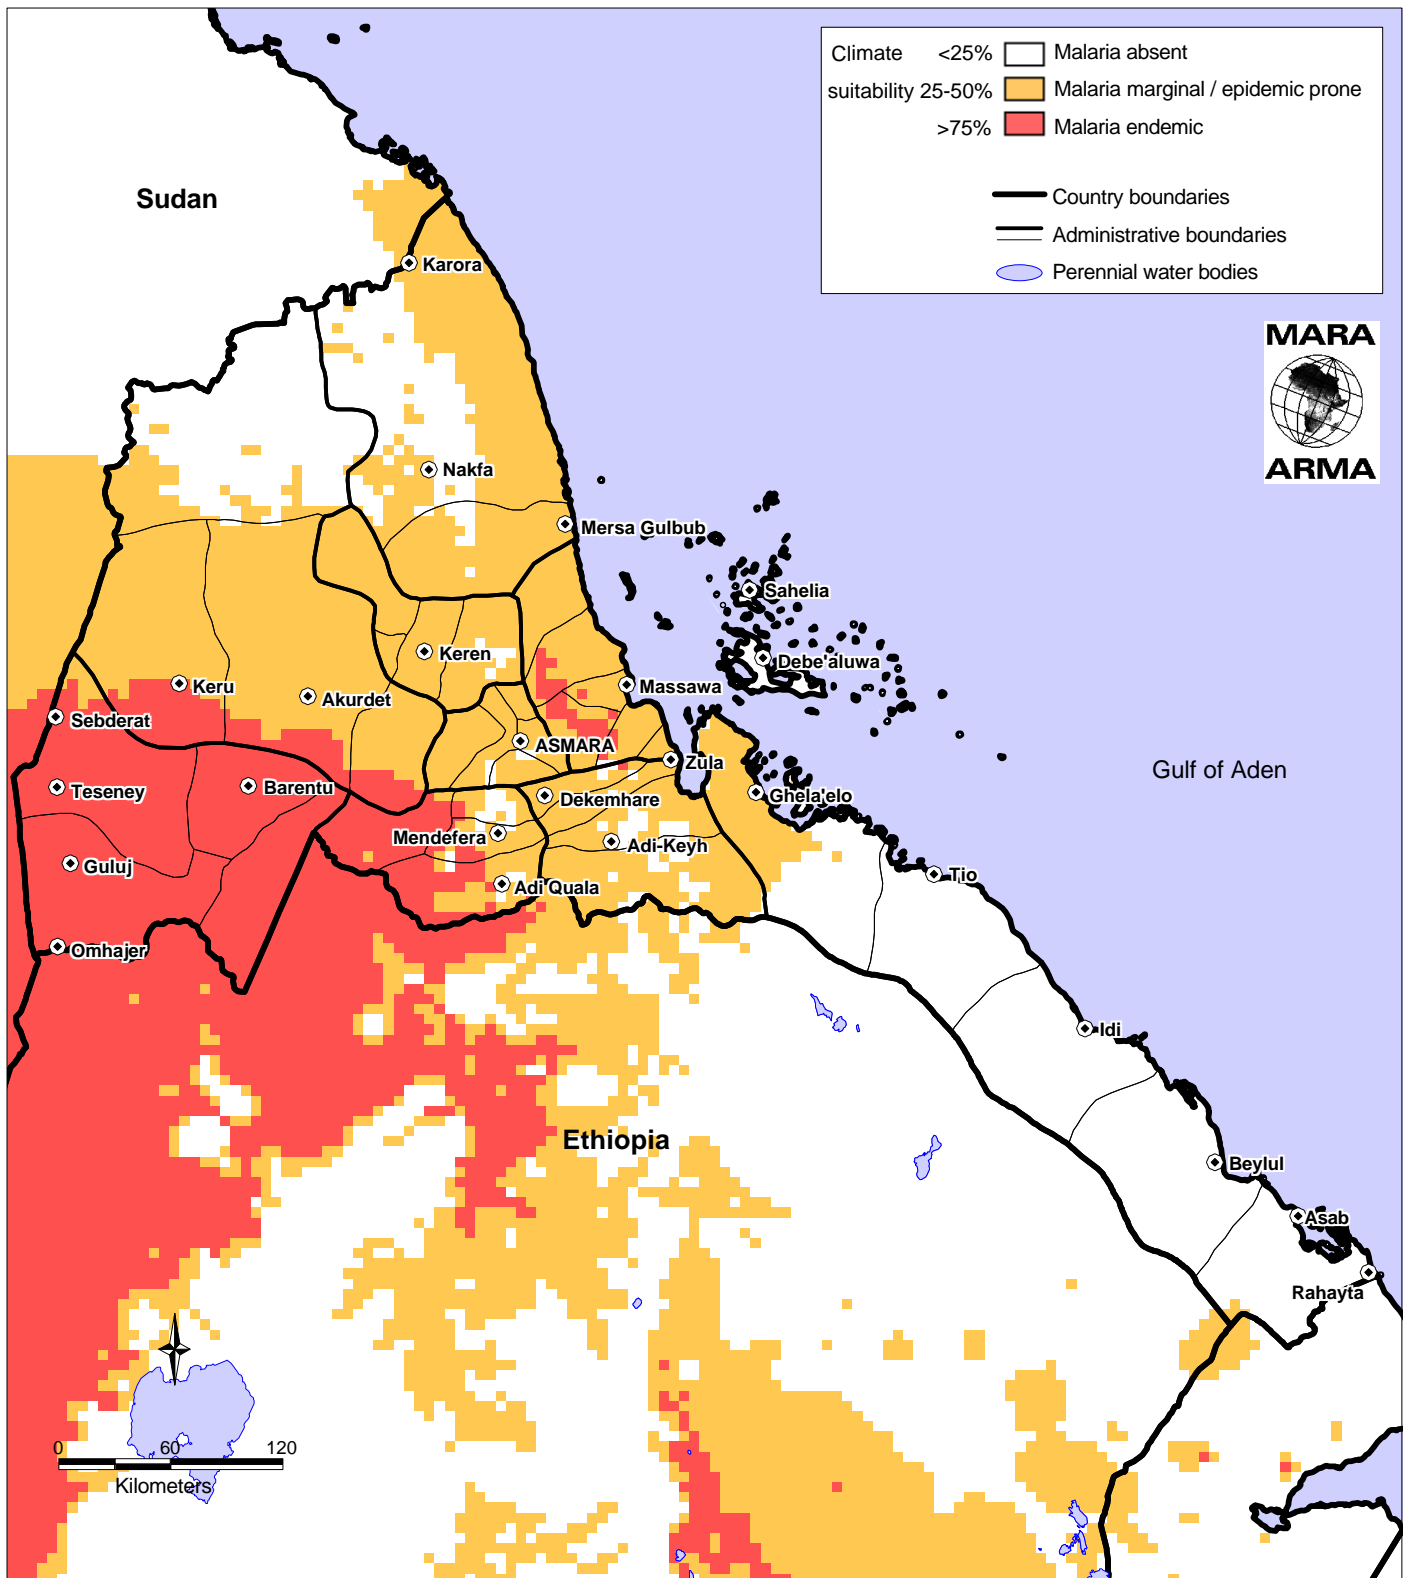 Climate <25% Malaria absent
suitability 25-50% Malaria marginal / epidemic prone
>75% Malaria endemic
Country boundaries
Administrative boundaries
Perennial water bodies
Sudan
Karora
MARA
ARMA
Nakfa
Mersa Gulbub
Sahelia
Keren
Debe'aluwa
Keru
Akurdet
Massawa
Sebderat
ASMARA
Zula
Gulf of Aden
Teseney
Barentu
Dekemhare
Ghela'elo
Mendefera
Adi-Keyh
Guluj
Adi Quala
Tio
Omhajer
Idi
Ethiopia
Beylul
Asab
Rahayta
0 60 120
Kilometers